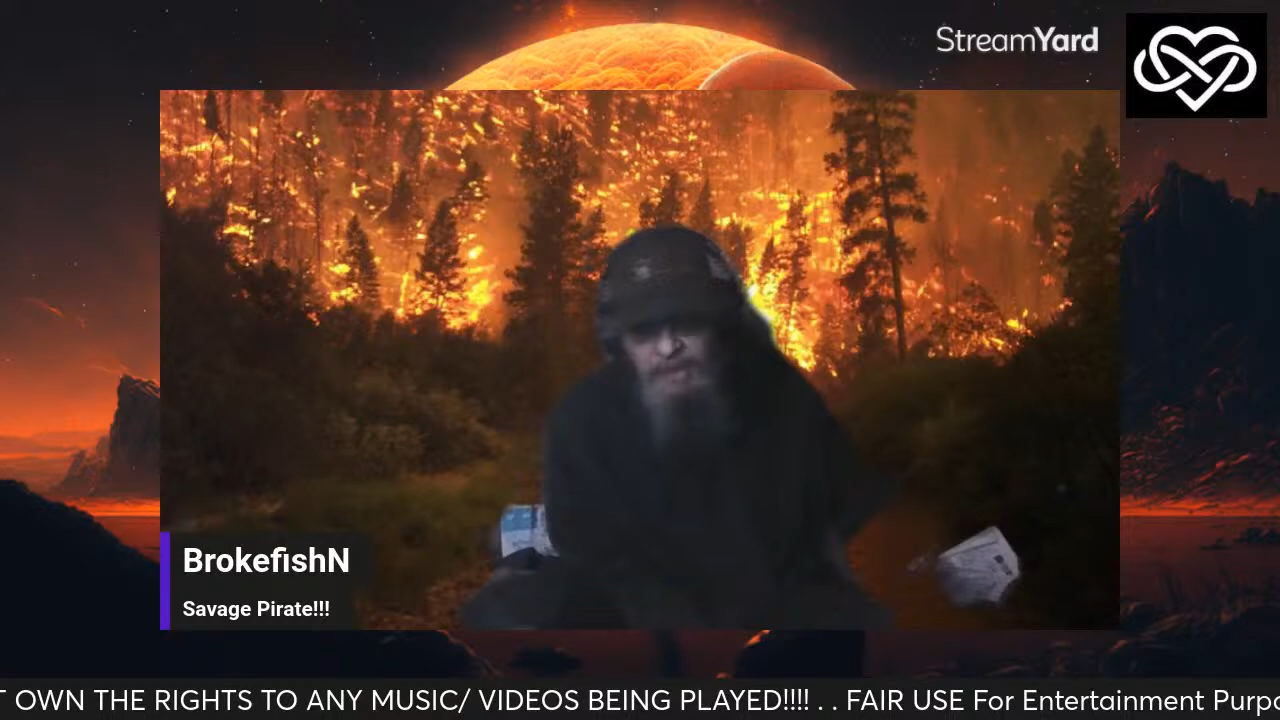 StreamYard
BrokefishN
Savage Pirate!!!
T OWN THE RIGHTS TO ANY MUSIC/ VIDEOS BEING PLAYED!!!! . . FAIR USE For Entertainment Purpo